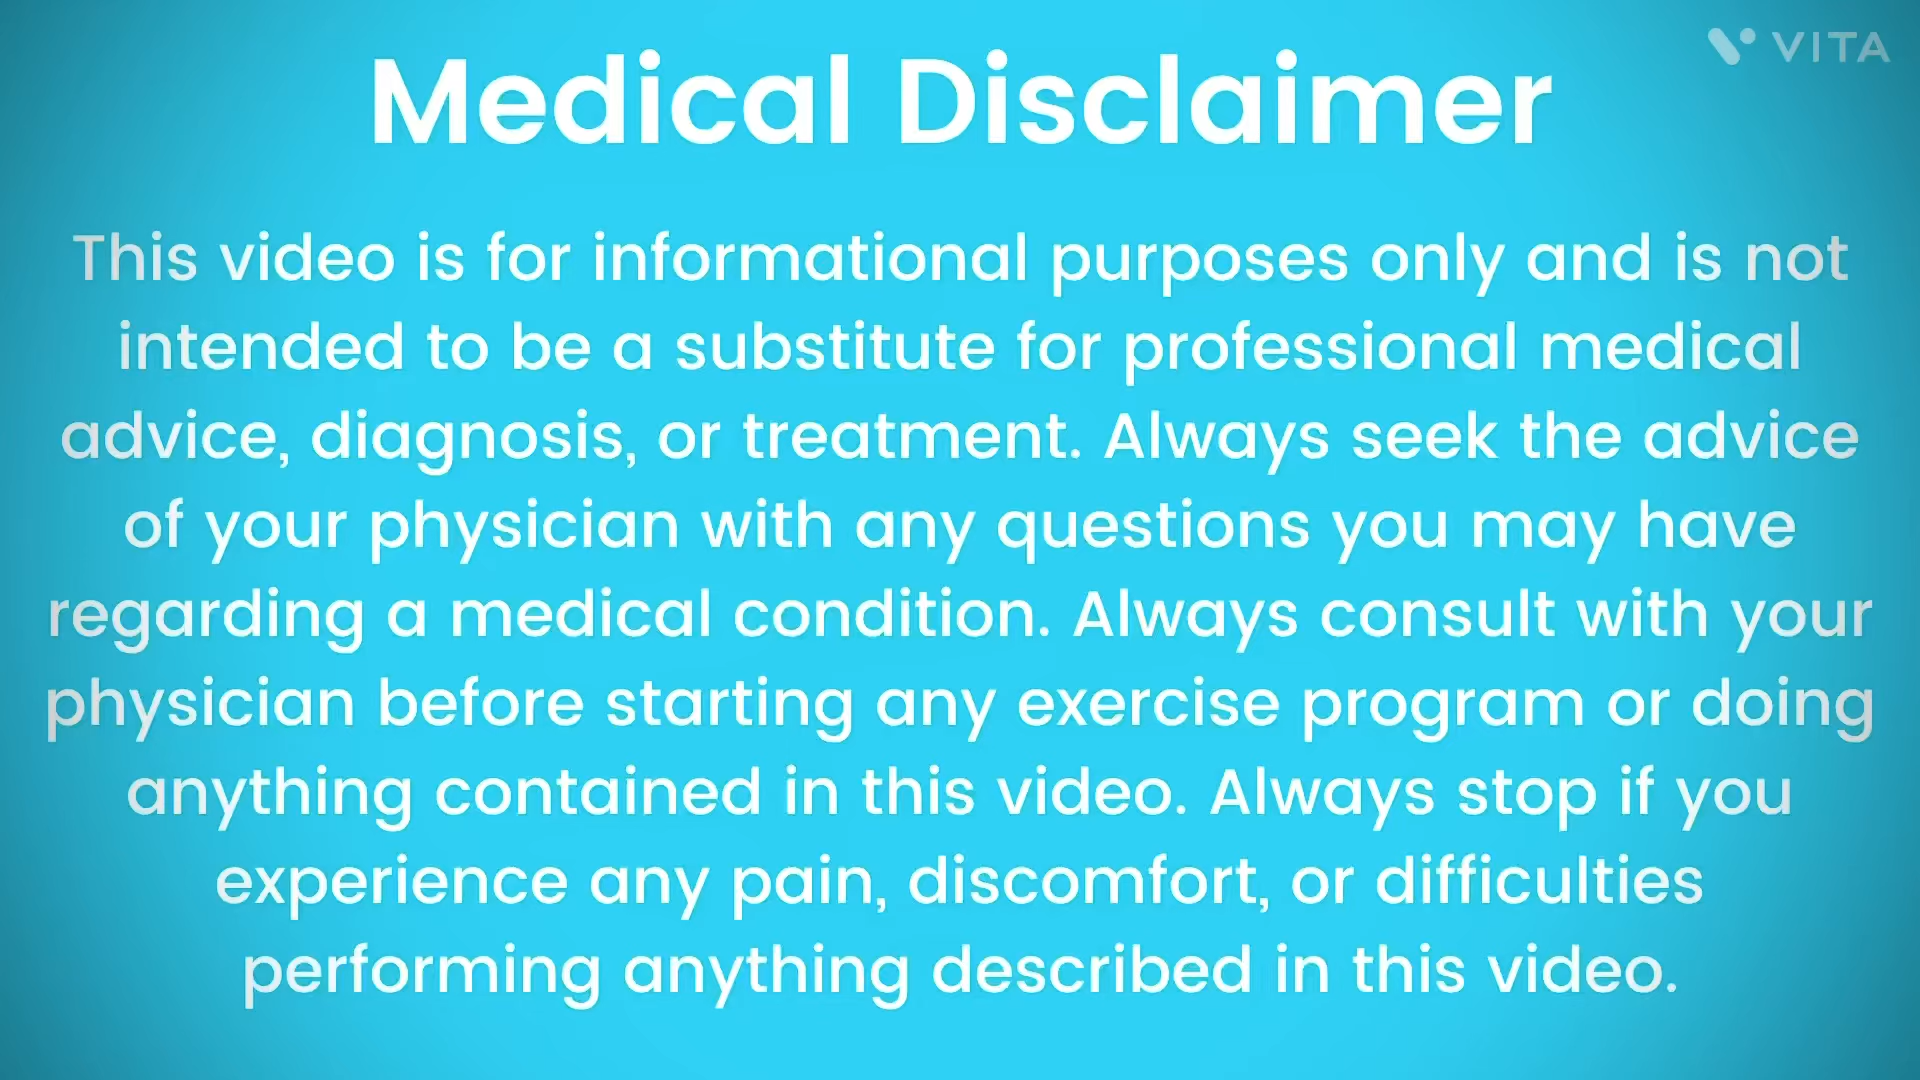 VITA
Medical Disclaimer
This video is for informational purposes only and is not
intended to be a substitute for professional medical
advice, diagnosis, or treatment. Always seek the advice
of your physician with any questions you may have
regarding a medical condition. Always consult with your
physician before starting any exercise program or doing
anything contained in this video. Always stop if you
experience any pain, discomfort, or difficulties
performing anything described in this video.